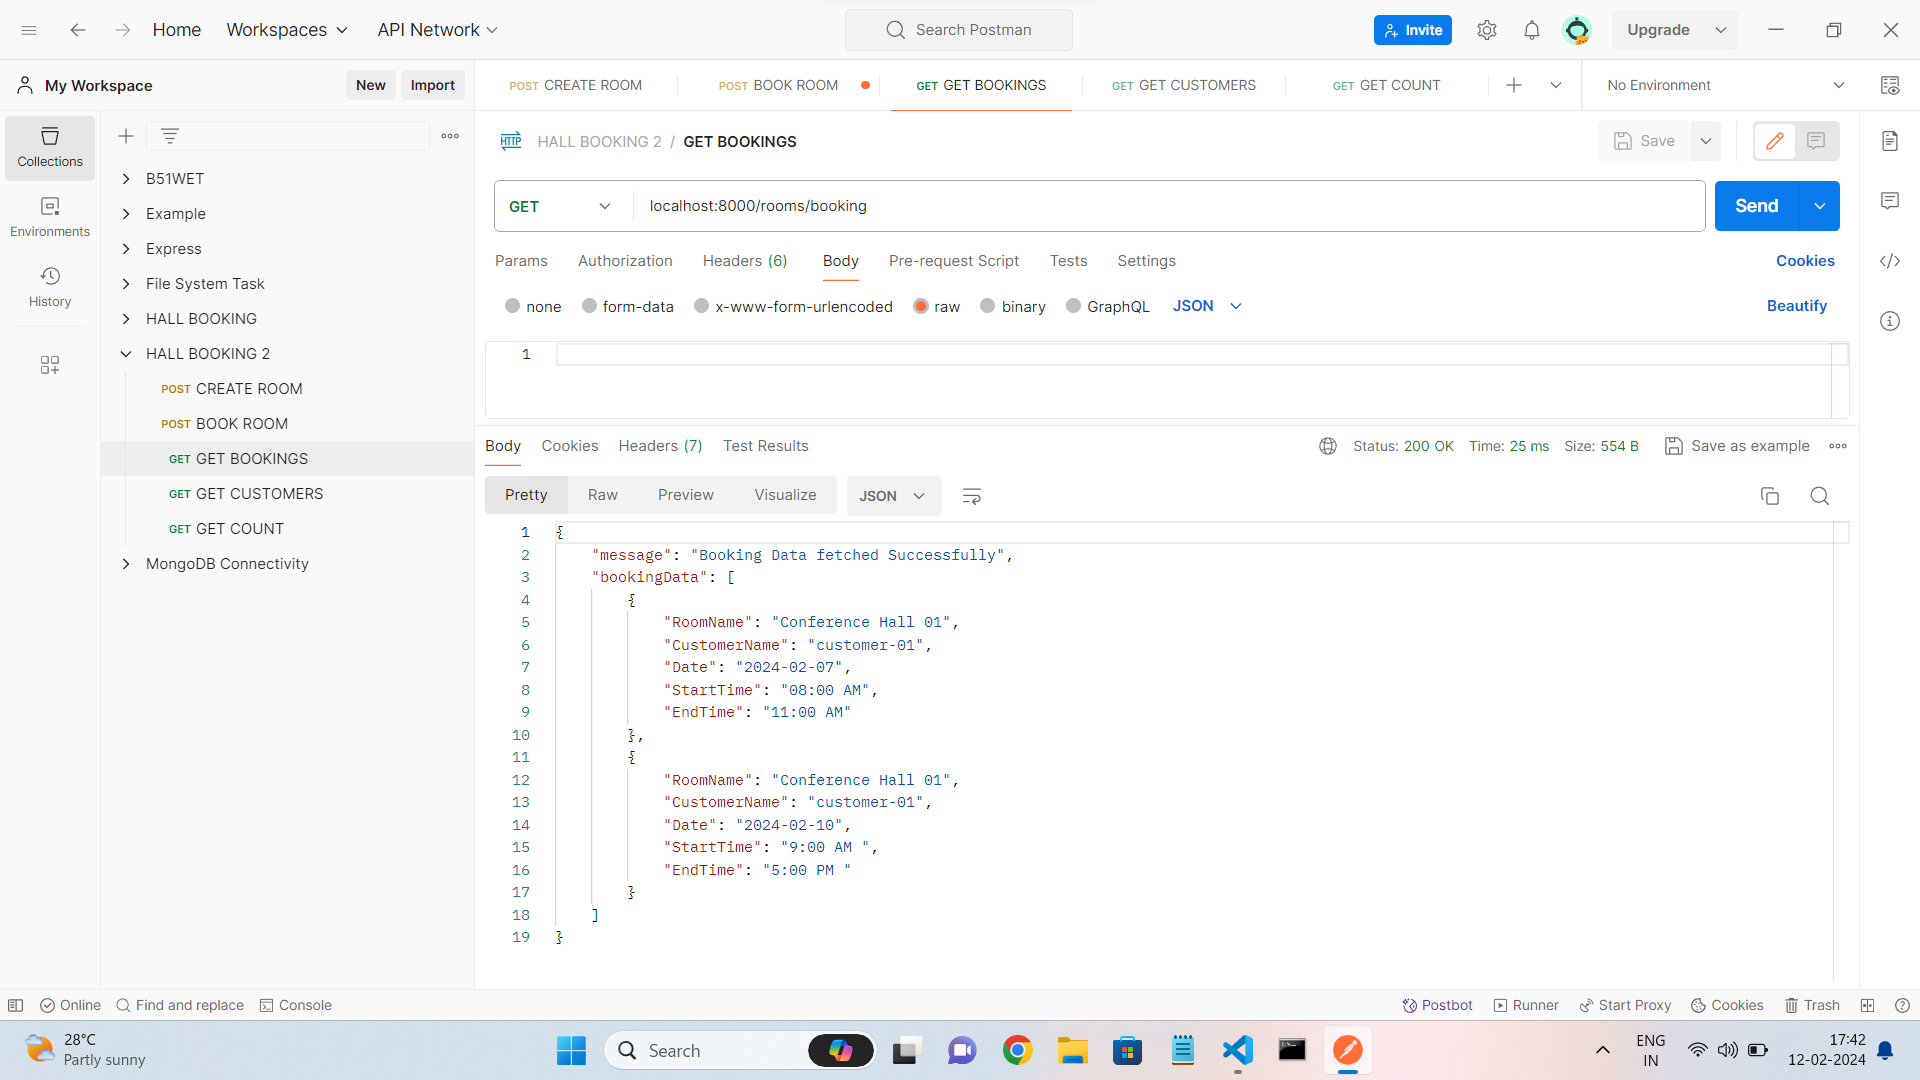 Home
Workspaces
API Network
Search Postman
Invite
Upgrade
My Workspace
New
Import
POST CREATE ROOM
POST BOOK ROOM
GET GET BOOKINGS
GET GET CUSTOMERS
GET GET COUNT
No Environment
Collections
Environments
History
B51WET
Example
Express
File System Task
HALL BOOKING
HALL BOOKING 2
POST CREATE ROOM
POST BOOK ROOM
GET GET BOOKINGS
GET GET CUSTOMERS
GET GET COUNT
MongoDB Connectivity
HTTP HALL BOOKING 2 / GET BOOKINGS
Save
GET localhost:8000/rooms/booking
Send
Params Authorization Headers (6) Body Pre-request Script Tests Settings
Cookies
none form-data x-www-form-urlencoded raw binary GraphQL JSON
Beautify
1
Body Cookies Headers (7) Test Results
Status: 200 OK Time: 25 ms Size: 554 B
Save as example
Pretty Raw Preview Visualize JSON
1 {
2 "message": "Booking Data fetched Successfully",
3 "bookingData": [
4 {
5 "RoomName": "Conference Hall 01",
6 "CustomerName": "customer-01",
7 "Date": "2024-02-07",
8 "StartTime": "08:00 AM",
9 "EndTime": "11:00 AM"
10 },
11 {
12 "RoomName": "Conference Hall 01",
13 "CustomerName": "customer-01",
14 "Date": "2024-02-10",
15 "StartTime": "9:00 AM ",
16 "EndTime": "5:00 PM "
17 }
18 ]
19 }
Online
Find and replace
Console
Postbot
Runner
Start Proxy
Cookies
Trash
28°C
Partly sunny
Search
ENG
IN
17:42
12-02-2024